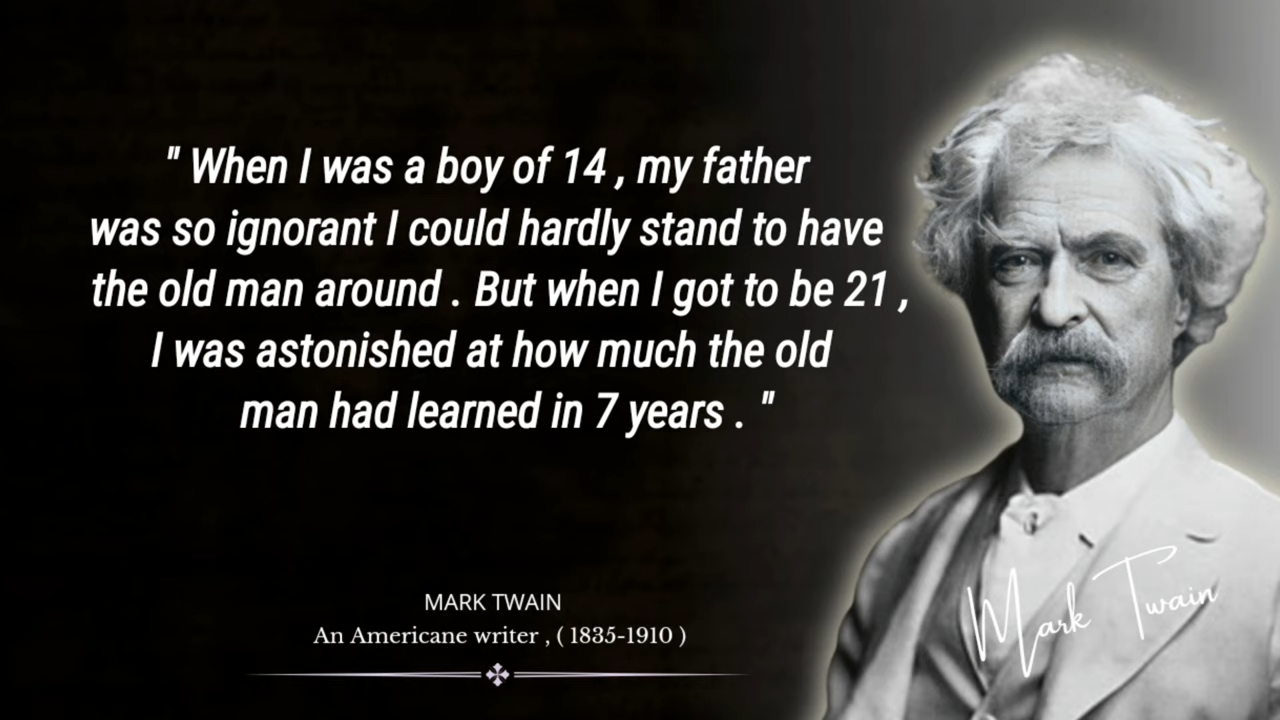 " When I was a boy of 14 , my father
was so ignorant I could hardly stand to have
the old man around . But when I got to be 21 ,
I was astonished at how much the old
man had learned in 7 years . "
Mark Twain
MARK TWAIN
An Americane writer , ( 1835-1910 )